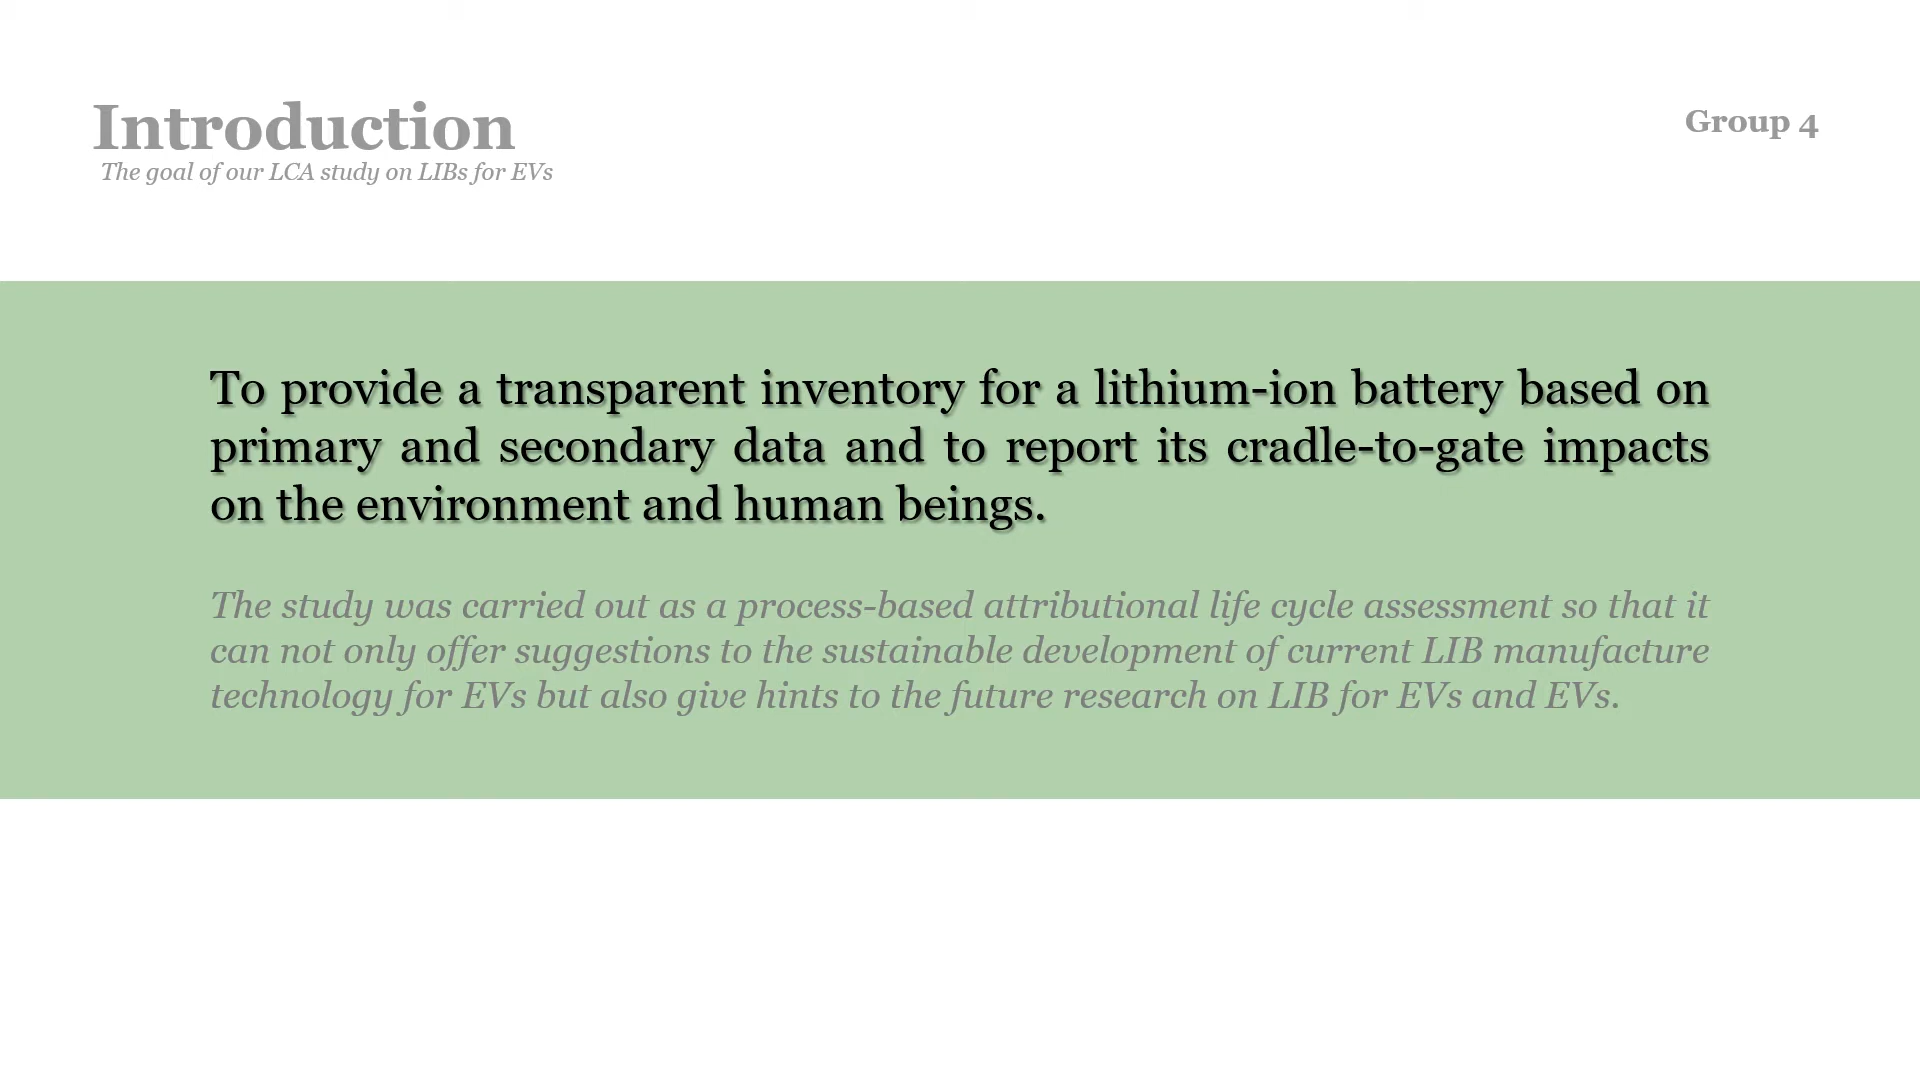 Introduction
Group 4
The goal of our LCA study on LIBs for EVs
To provide a transparent inventory for a lithium-ion battery based on
primary and secondary data and to report its cradle-to-gate impacts
on the environment and human beings.
The study was carried out as a process-based attributional life cycle assessment so that it
can not only offer suggestions to the sustainable development of current LIB manufacture
technology for EVs but also give hints to the future research on LIB for EVs and EVs.